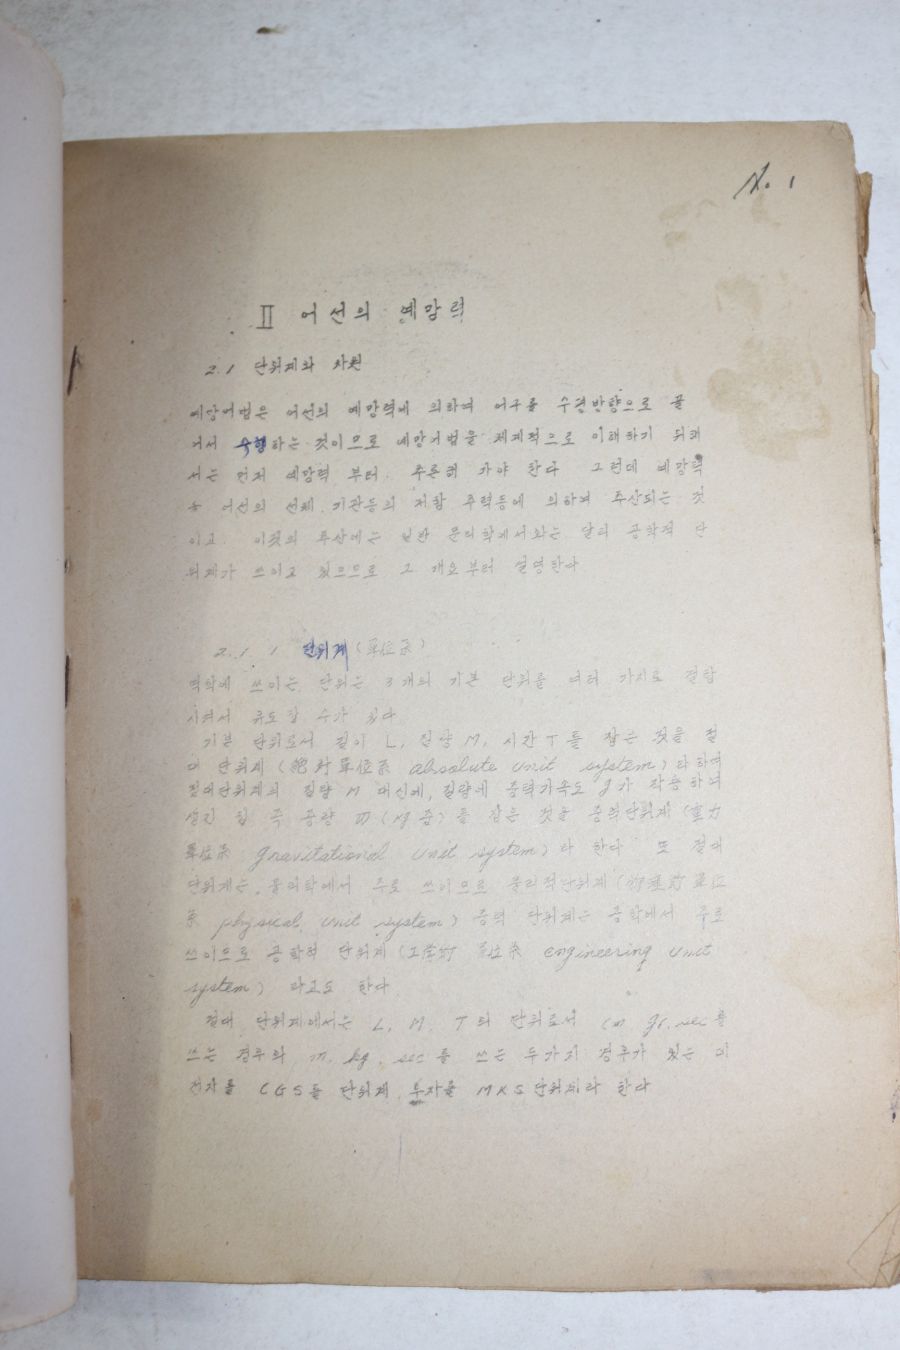 No. 1
II 어선의 예망력
2.1 단위계와 차원
예망어법은 어선의 예망력에 의하여 어구를 수평방향으로 끌
어서 수행하는 것이므로 예망어법을 체계적으로 이해하기 위해
서는 먼저 예망력 부터 추론해 가야 한다 그런데 예망력
은 어선의 선체, 기관등의 저항 추력등에 의하여 추산되는 것
이고 이것의 추산에는 일반 물리학에서와는 달리 공학적 단
위계가 쓰이고 있으므로 그 개요부터 설명한다
2.1.1 단위계 (單位系)
역학에 쓰이는 단위는 3개의 기본 단위를 여러 가지로 결합
시켜서 유도할 수가 있다
기본 단위로서 길이 L, 질량 M, 시간 T를 잡는 것을 절
대 단위계 (絶対單位系 absolute unit system)라 하며
절대단위계의 질량 M 대신에, 질량에 중력가속도 g가 작용하여
생긴 힘 즉 중량 (kg중)를 잡은 것을 중력단위계 (重力
單位系 gravitational unit system)라 한다 또 절대
단위계는 물리학에서 주로 쓰이므로 물리적단위계 (物理的單位
系 physical unit system) 중력 단위계는 공학에서 주로
쓰이므로 공학적 단위계 (工学的 單位系 engineering unit
system) 라고도 한다
절대 단위계에서는 L, M, T의 단위로서 cm, gr, sec를
쓰는 경우와 m, kg, sec를 쓰는 두가지 경우가 있는데
전자를 CGS 단위계, 후자를 MKS단위계라 한다